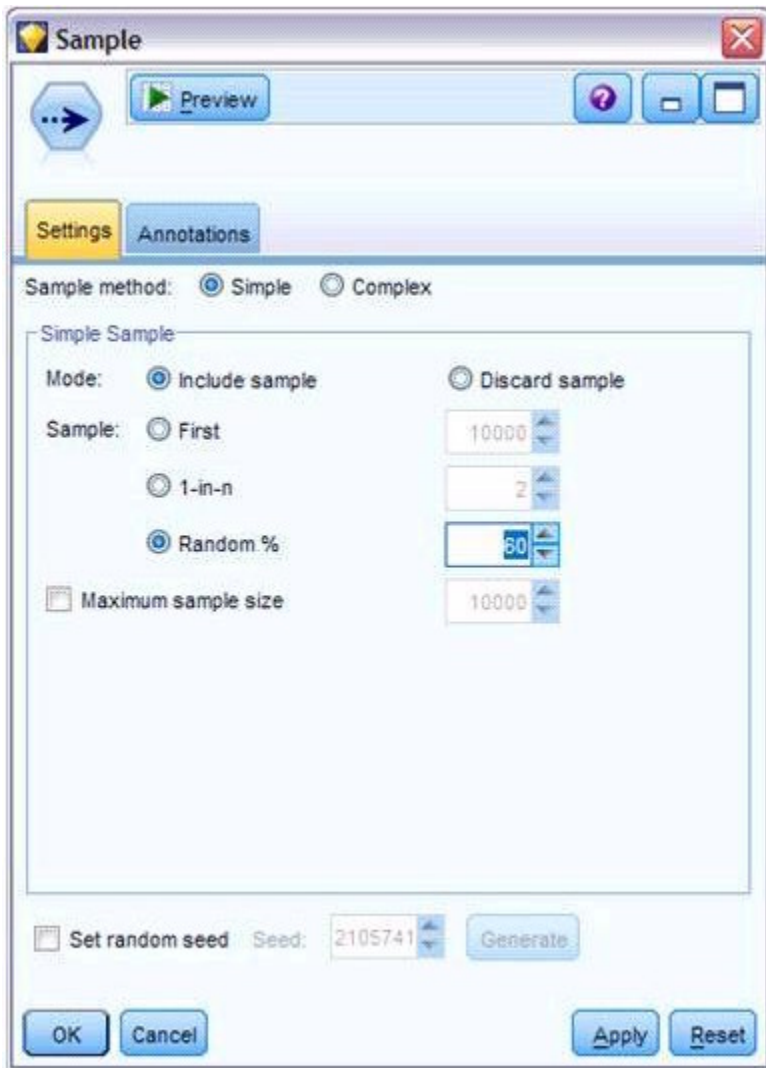 Sample
Preview
?
Settings Annotations
Sample method: Simple Complex
Simple Sample
Mode: Include sample Discard sample
Sample: First 10000
1-in-n 2
Random % 60
Maximum sample size 10000
Set random seed Seed: 2105741 Generate
OK Cancel Apply Reset